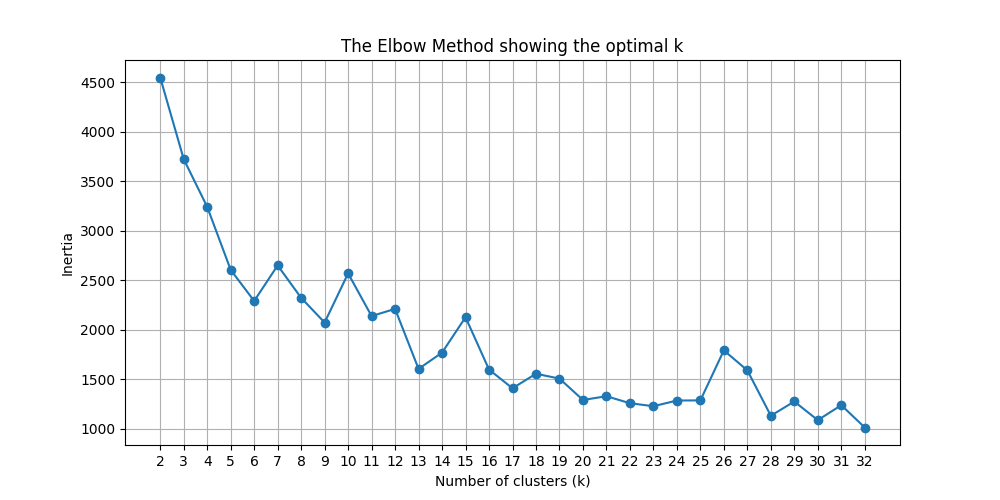 The Elbow Method showing the optimal k
4500
4000
3500
3000
2500
2000
1500
1000
Inertia
2 3 4 5 6 7 8 9 10 11 12 13 14 15 16 17 18 19 20 21 22 23 24 25 26 27 28 29 30 31 32
Number of clusters (k)